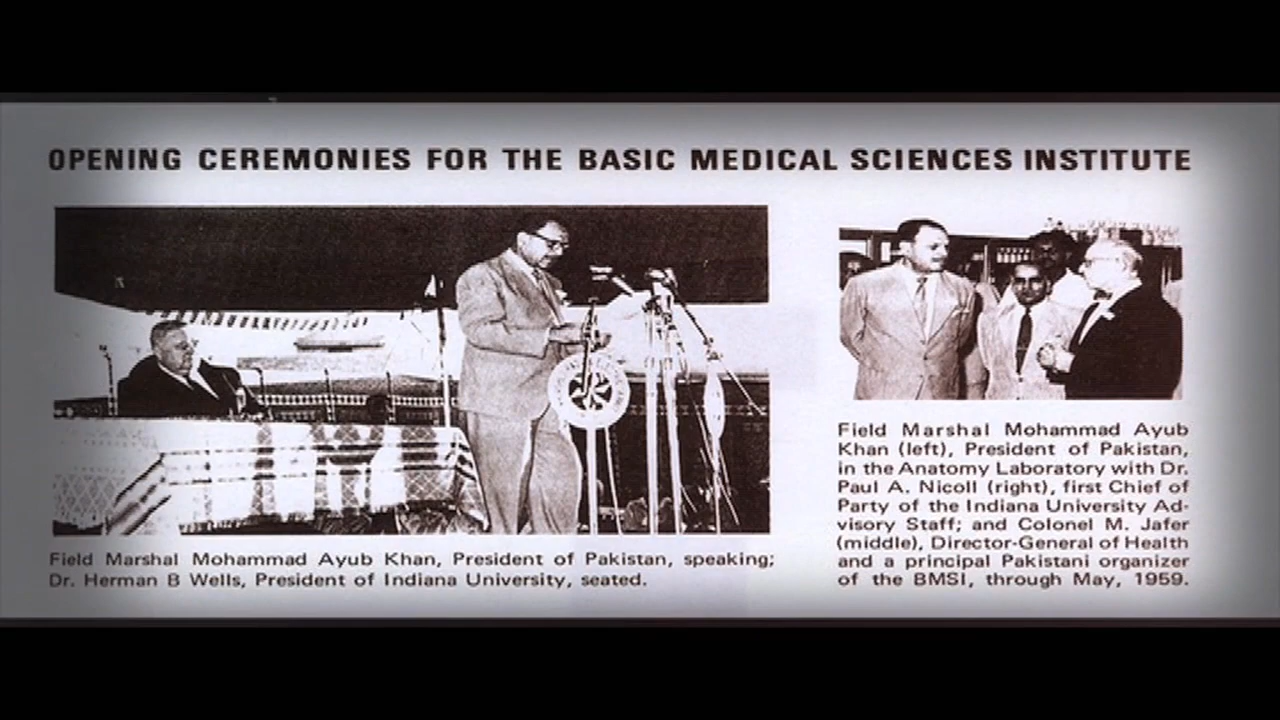 OPENING CEREMONIES FOR THE BASIC MEDICAL SCIENCES INSTITUTE
Field Marshal Mohammad Ayub Khan, President of Pakistan, speaking;
Dr. Herman B Wells, President of Indiana University, seated.
Field Marshal Mohammad Ayub
Khan (left), President of Pakistan,
in the Anatomy Laboratory with Dr.
Paul A. Nicoll (right), first Chief of
Party of the Indiana University Ad-
visory Staff; and Colonel M. Jafer
(middle), Director-General of Health
and a principal Pakistani organizer
of the BMSI, through May, 1959.